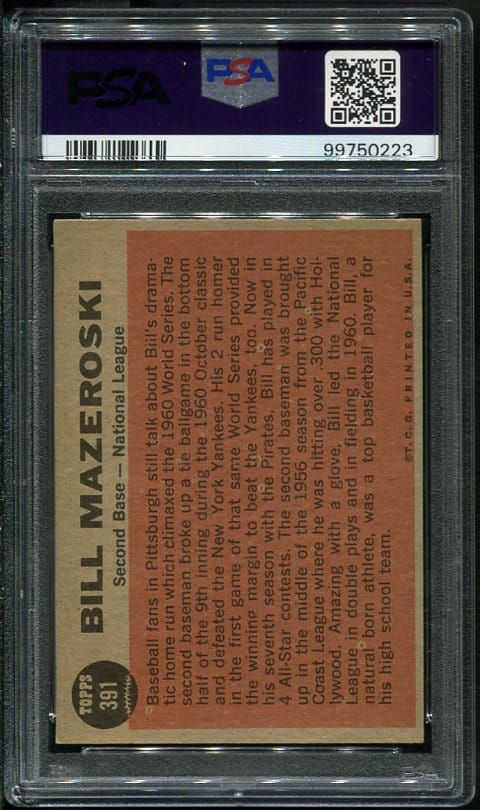 PSA
PSA
99750223
TOPPS
391
BILL MAZEROSKI
Second Base — National League
Baseball fans in Pittsburgh still talk about Bill's drama-
tic home run which climaxed the 1960 World Series. The
second baseman broke up a tie ballgame in the bottom
half of the 9th inning during the 1960 October classic
and defeated the New York Yankees. His 2 run homer
in the first game of that same World Series provided
the winning margin to beat the Yankees, too. Now in
his seventh season with the Pirates, Bill has played in
4 All-Star contests. The second baseman was brought
up in the middle of the 1956 season from the Pacific
Coast League where he was hitting over .300 with Hol-
lywood. Amazing with a glove, Bill led the National
League in double plays and in fielding in 1960. Bill, a
natural born athlete, was a top basketball player for
his high school team.
©T.C.G. PRINTED IN U.S.A.